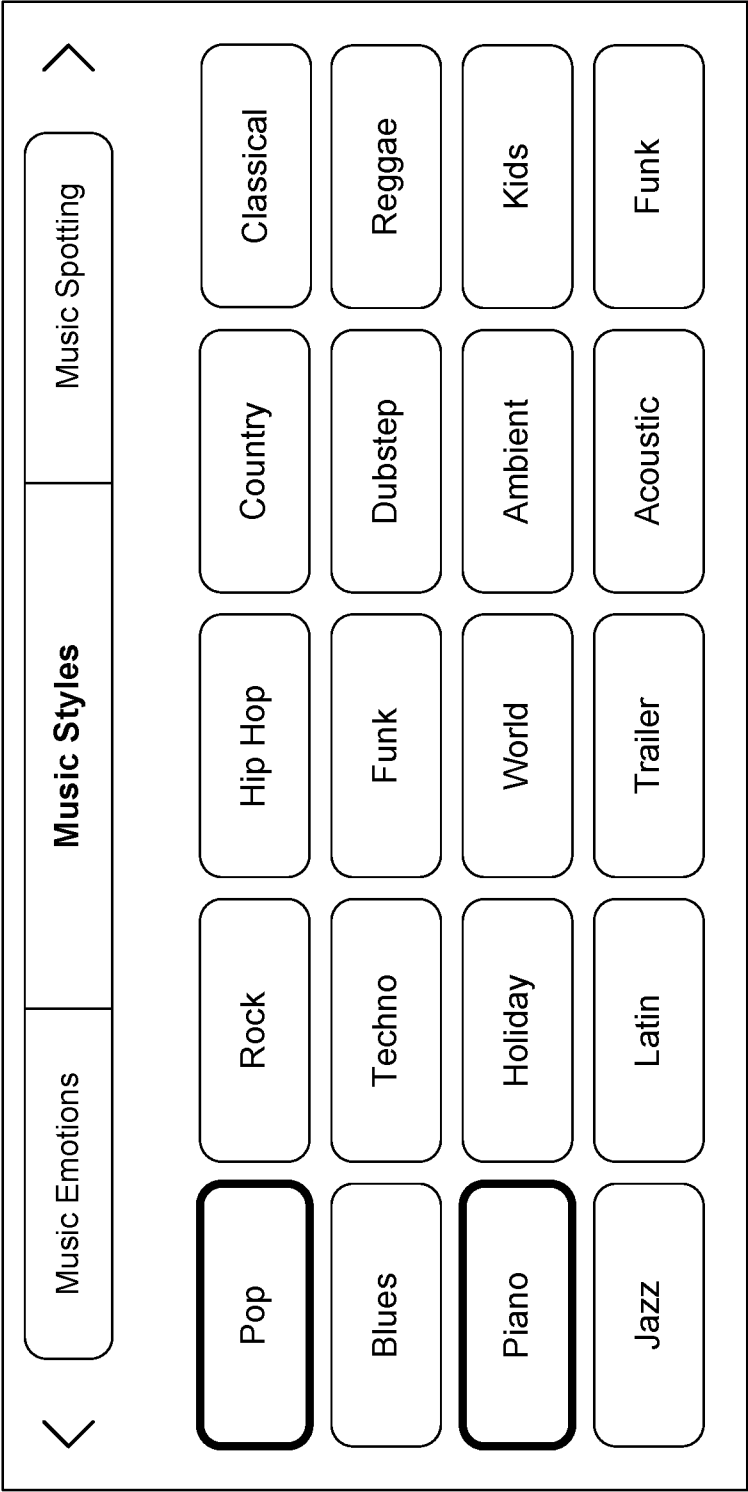 Music Emotions
Music Styles
Music Spotting
Pop
Rock
Hip Hop
Country
Classical
Blues
Techno
Funk
Dubstep
Reggae
Piano
Holiday
World
Ambient
Kids
Jazz
Latin
Trailer
Acoustic
Funk